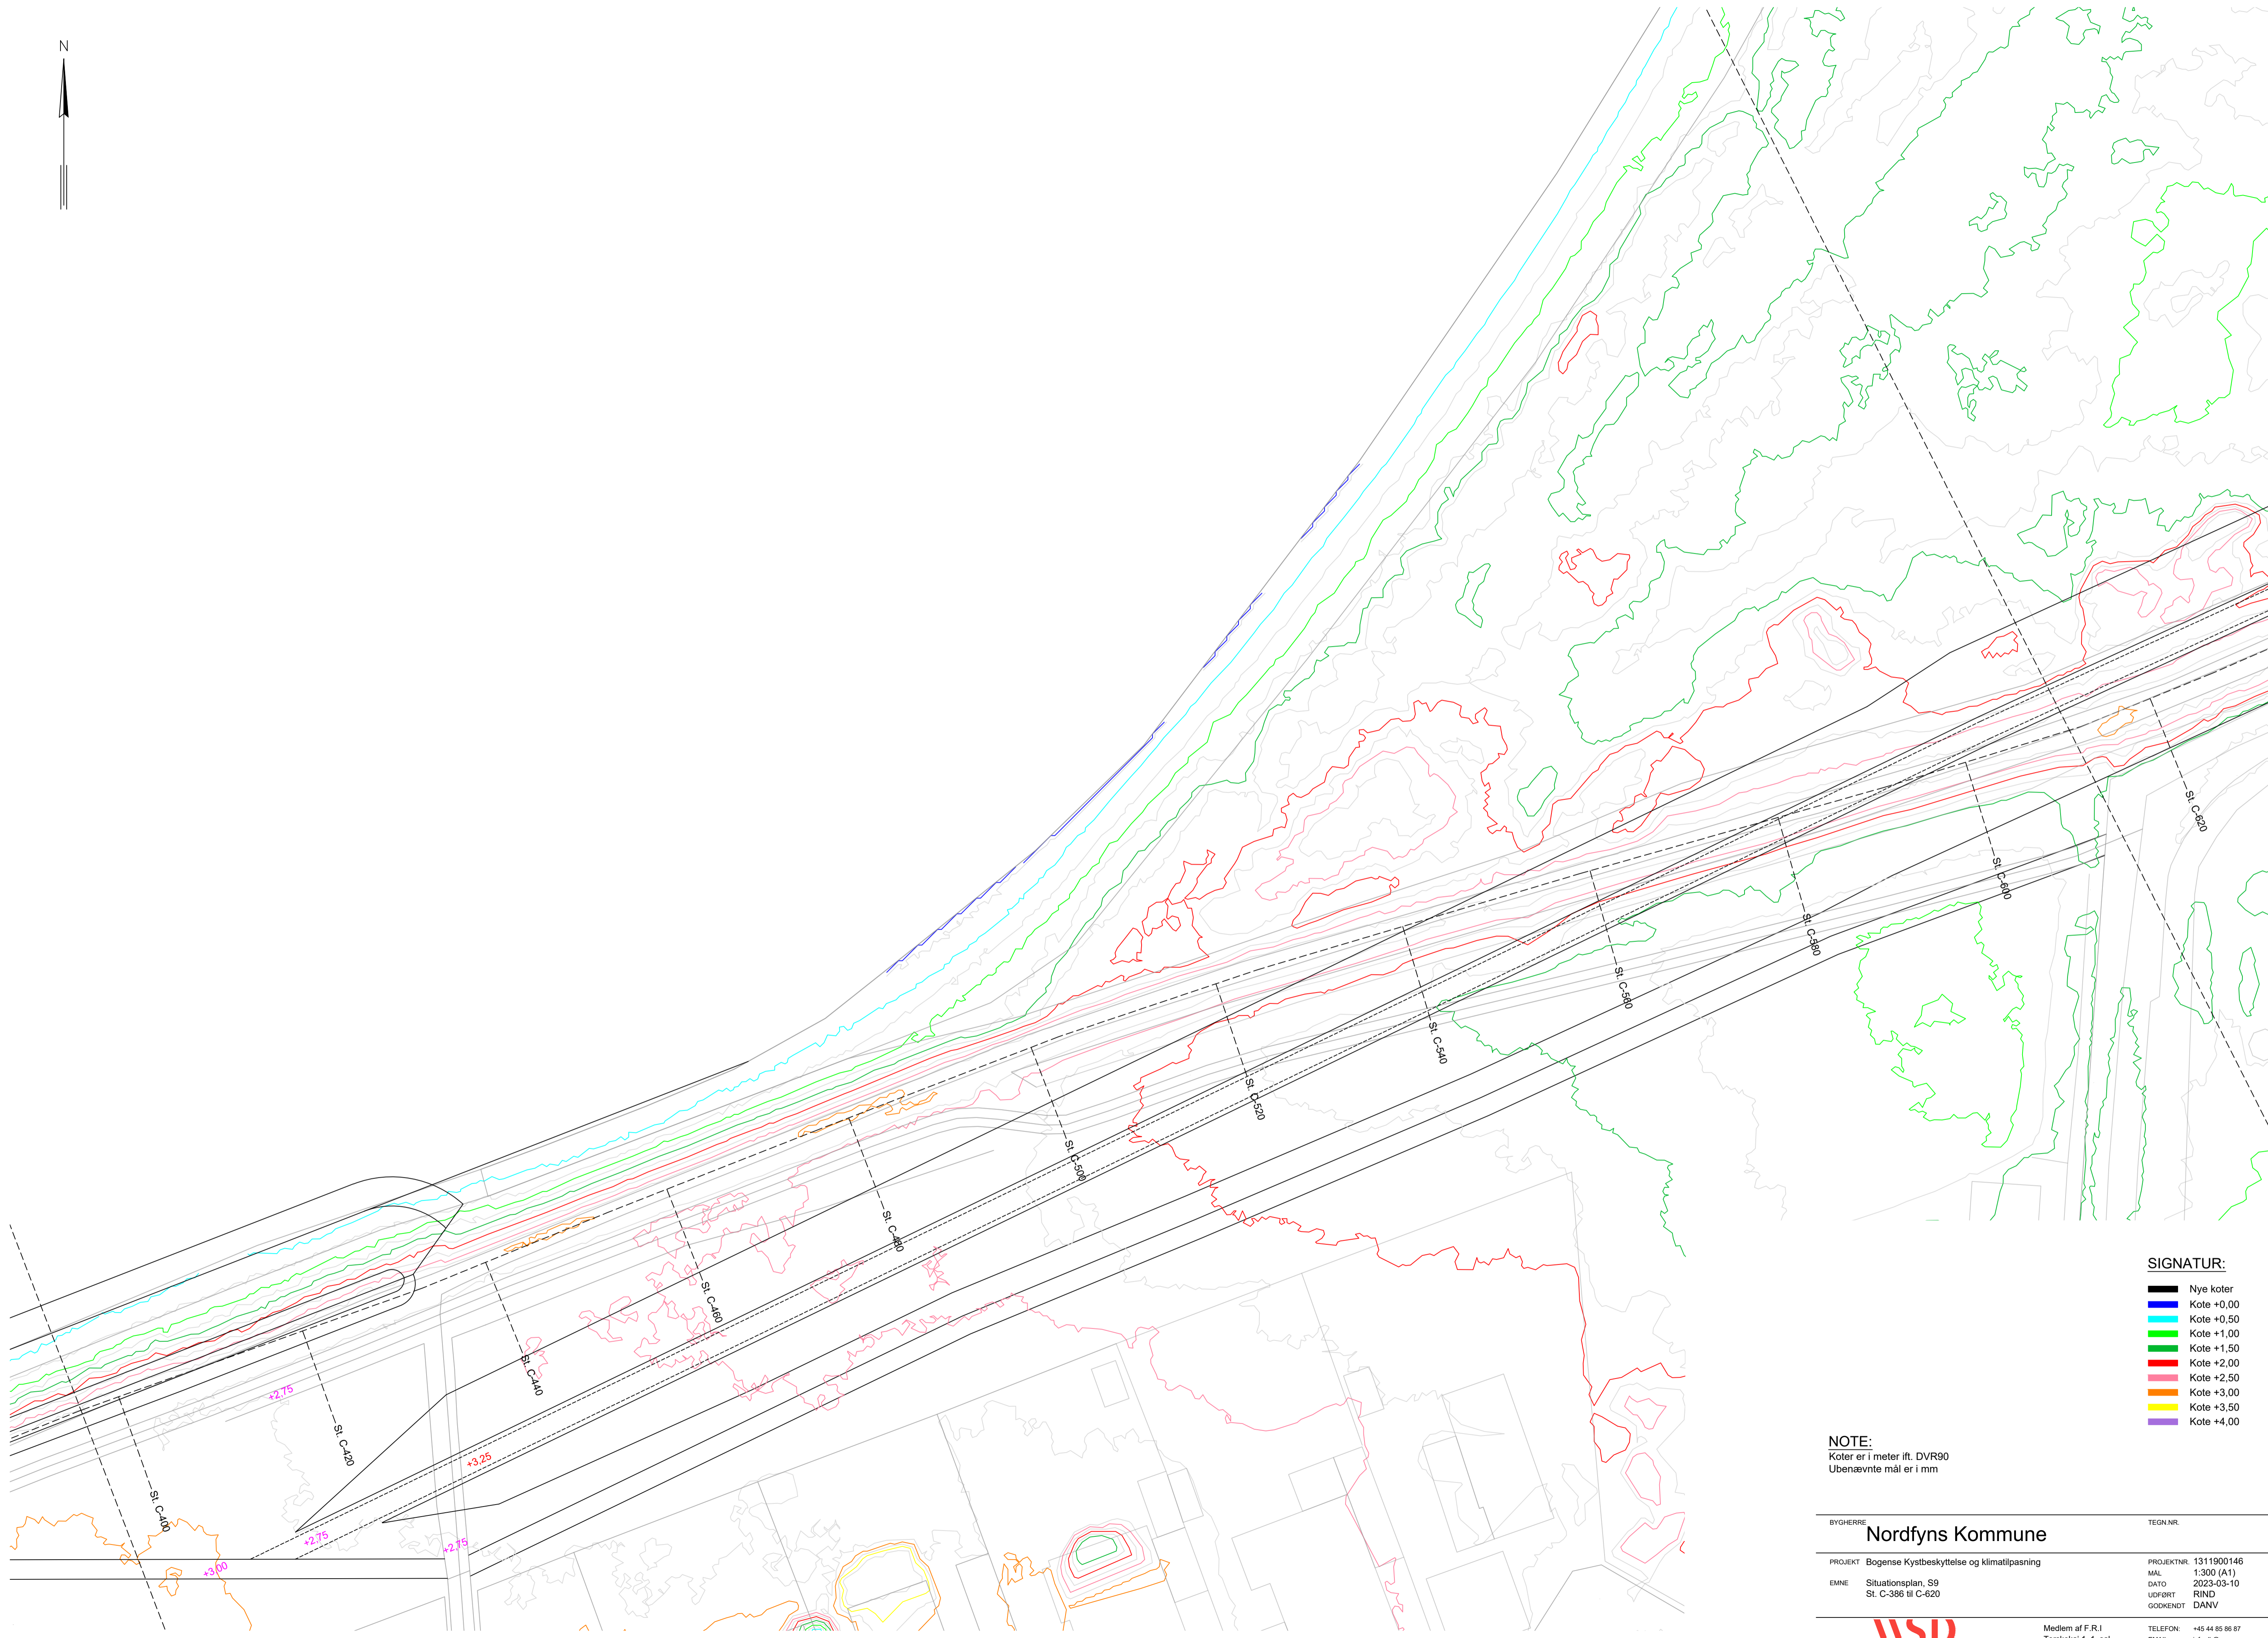 N
St. C-620
St. C-600
St. C-580
St. C-560
St. C-540
St. C-520
St. C-500
St. C-480
St. C-460
St. C-440
St. C-420
St. C-400
+2,75
+3,25
+2,75
+2,75
+3,00
SIGNATUR:
Nye koter
Kote +0,00
Kote +0,50
Kote +1,00
Kote +1,50
Kote +2,00
Kote +2,50
Kote +3,00
Kote +3,50
Kote +4,00
NOTE:
Koter er i meter ift. DVR90
Ubenævnte mål er i mm
BYGHERRE Nordfyns Kommune
TEGN.NR.
PROJEKT Bogense Kystbeskyttelse og klimatilpasning
EMNE Situationsplan, S9
St. C-386 til C-620
PROJEKTNR. 1311900146
MÅL 1:300 (A1)
DATO 2023-03-10
UDFØRT RIND
GODKENDT DANV
WSP
Medlem af F.R.I
TELEFON: +45 44 85 86 87